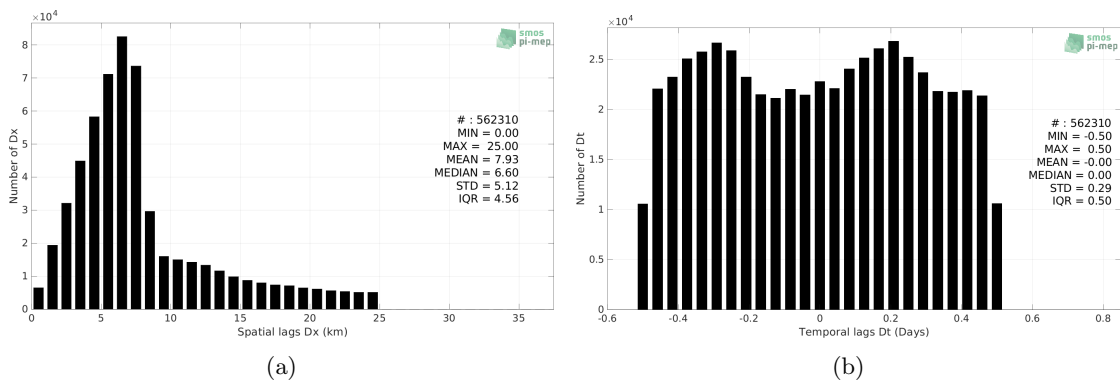 ×10⁴
8
7
6
5
4
3
2
1
0
Number of Dx
0 5 10 15 20 25 30 35
Spatial lags Dx (km)
smos
pi-mep
# : 562310
MIN = 0.00
MAX = 25.00
MEAN = 7.93
MEDIAN = 6.60
STD = 5.12
IQR = 4.56
(a)
×10⁴
2.5
2
1.5
1
0.5
0
Number of Dt
-0.6 -0.4 -0.2 0 0.2 0.4 0.6 0.8
Temporal lags Dt (Days)
smos
pi-mep
# : 562310
MIN = -0.50
MAX = 0.50
MEAN = -0.00
MEDIAN = 0.00
STD = 0.29
IQR = 0.50
(b)